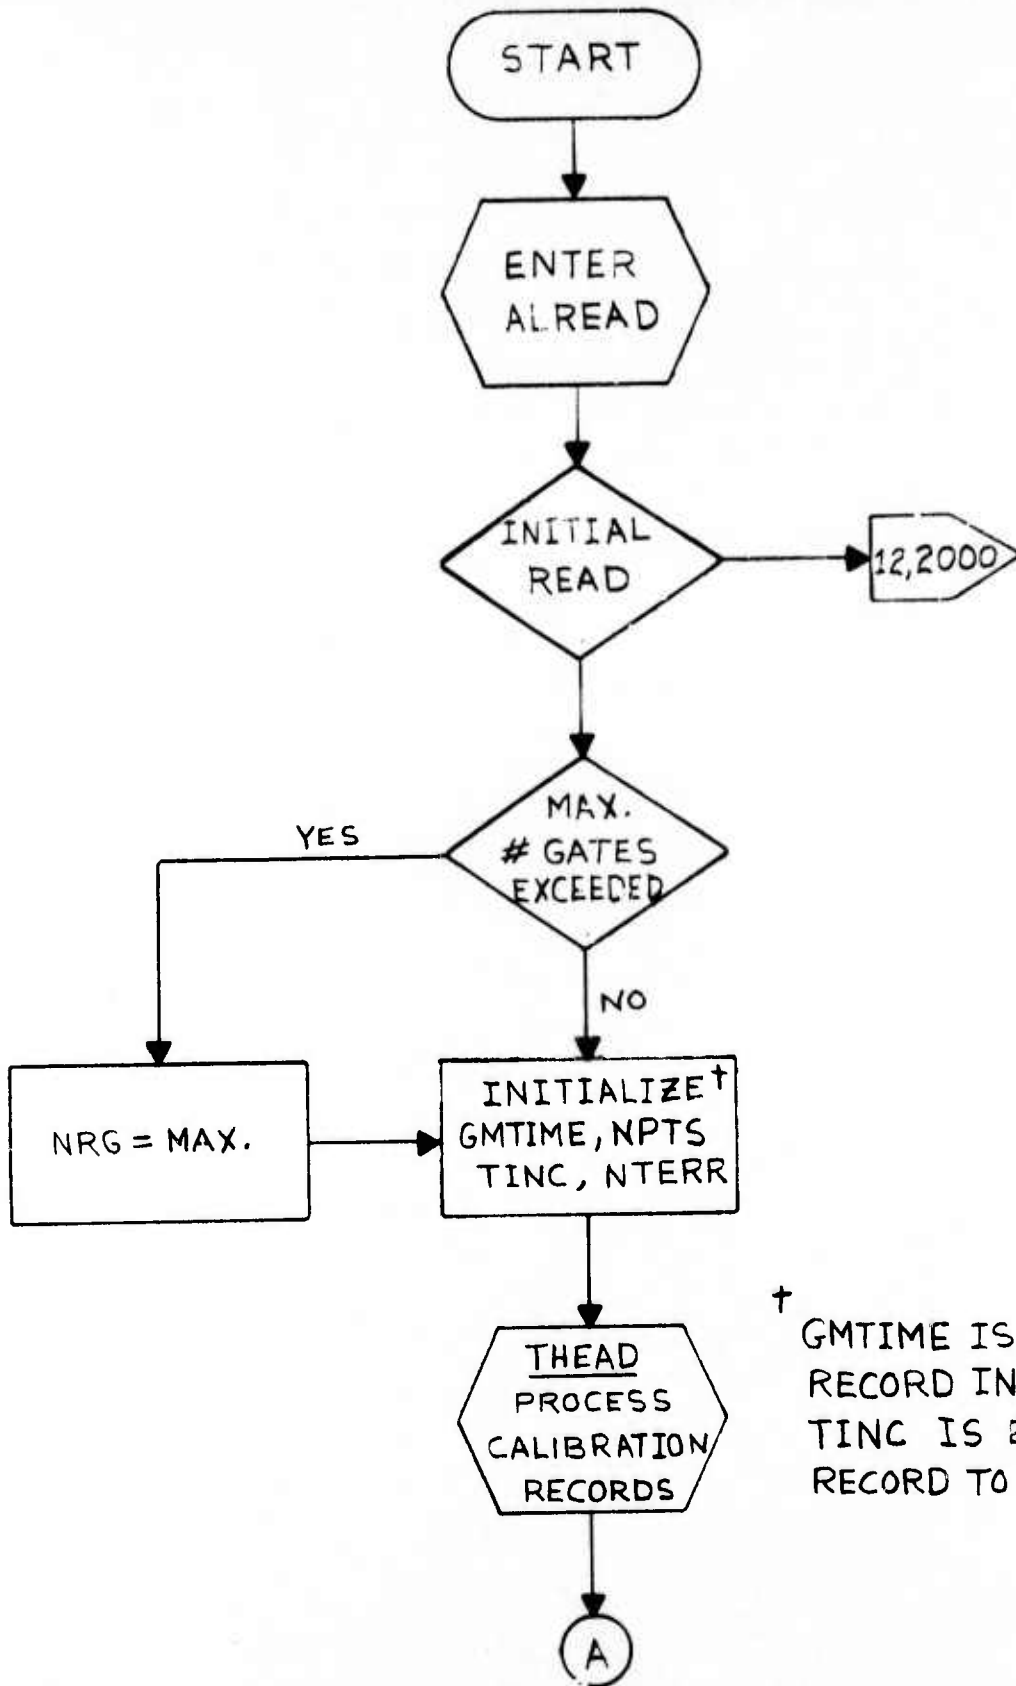 START
ENTER
ALREAD
INITIAL
READ
12,2000
MAX.
# GATES
EXCEEDED
YES
NO
NRG = MAX.
INITIALIZE†
GMTIME, NPTS
TINC, NTERR
THEAD
PROCESS
CALIBRATION
RECORDS
†
GMTIME IS
RECORD IN
TINC IS
RECORD TO
A